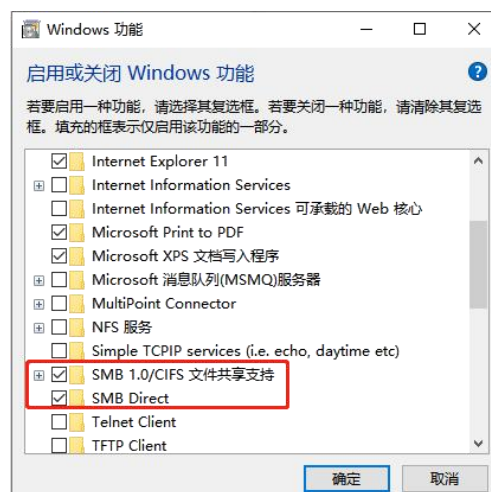 Windows 功能
启用或关闭 Windows 功能
若要启用一种功能，请选择其复选框。若要关闭一种功能，请清除其复选
框。填充的框表示仅启用该功能的一部分。
Internet Explorer 11
Internet Information Services
Internet Information Services 可承载的 Web 核心
Microsoft Print to PDF
Microsoft XPS 文档写入程序
Microsoft 消息队列(MSMQ)服务器
MultiPoint Connector
NFS 服务
Simple TCPIP services (i.e. echo, daytime etc)
SMB 1.0/CIFS 文件共享支持
SMB Direct
Telnet Client
TFTP Client
确定 取消